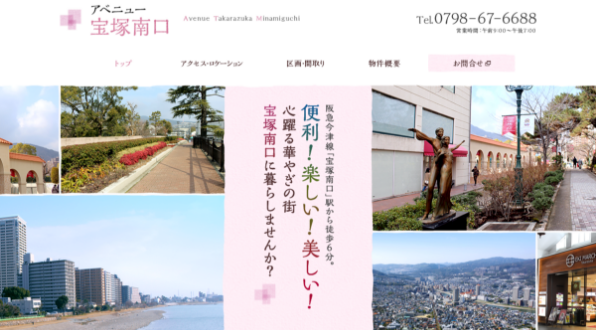 アベニュー
宝塚南口
Avenue Takarazuka Minamiguchi
Tel.0798-67-6688
営業時間:午前9:00〜午後7:00
トップ
アクセス・ロケーション
区画・間取り
物件概要
お問合せ
阪急今津線「宝塚南口」駅から徒歩6分。
便利!楽しい!美しい!
心躍る華やぎの街
宝塚南口に暮らしませんか?